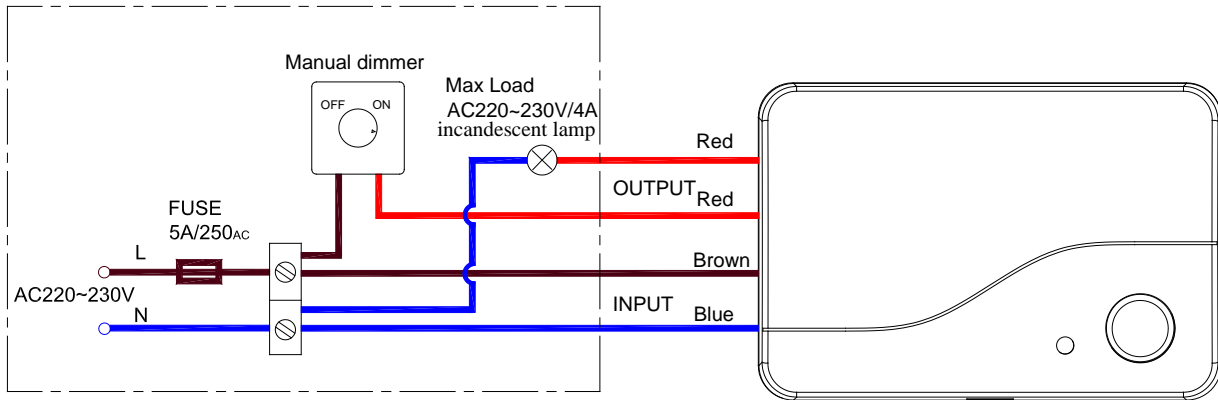 Manual dimmer
OFF
ON
Max Load
AC220~230V/4A
incandescent lamp
Red
OUTPUT
Red
FUSE
5A/250AC
L
Brown
AC220~230V
INPUT
N
Blue